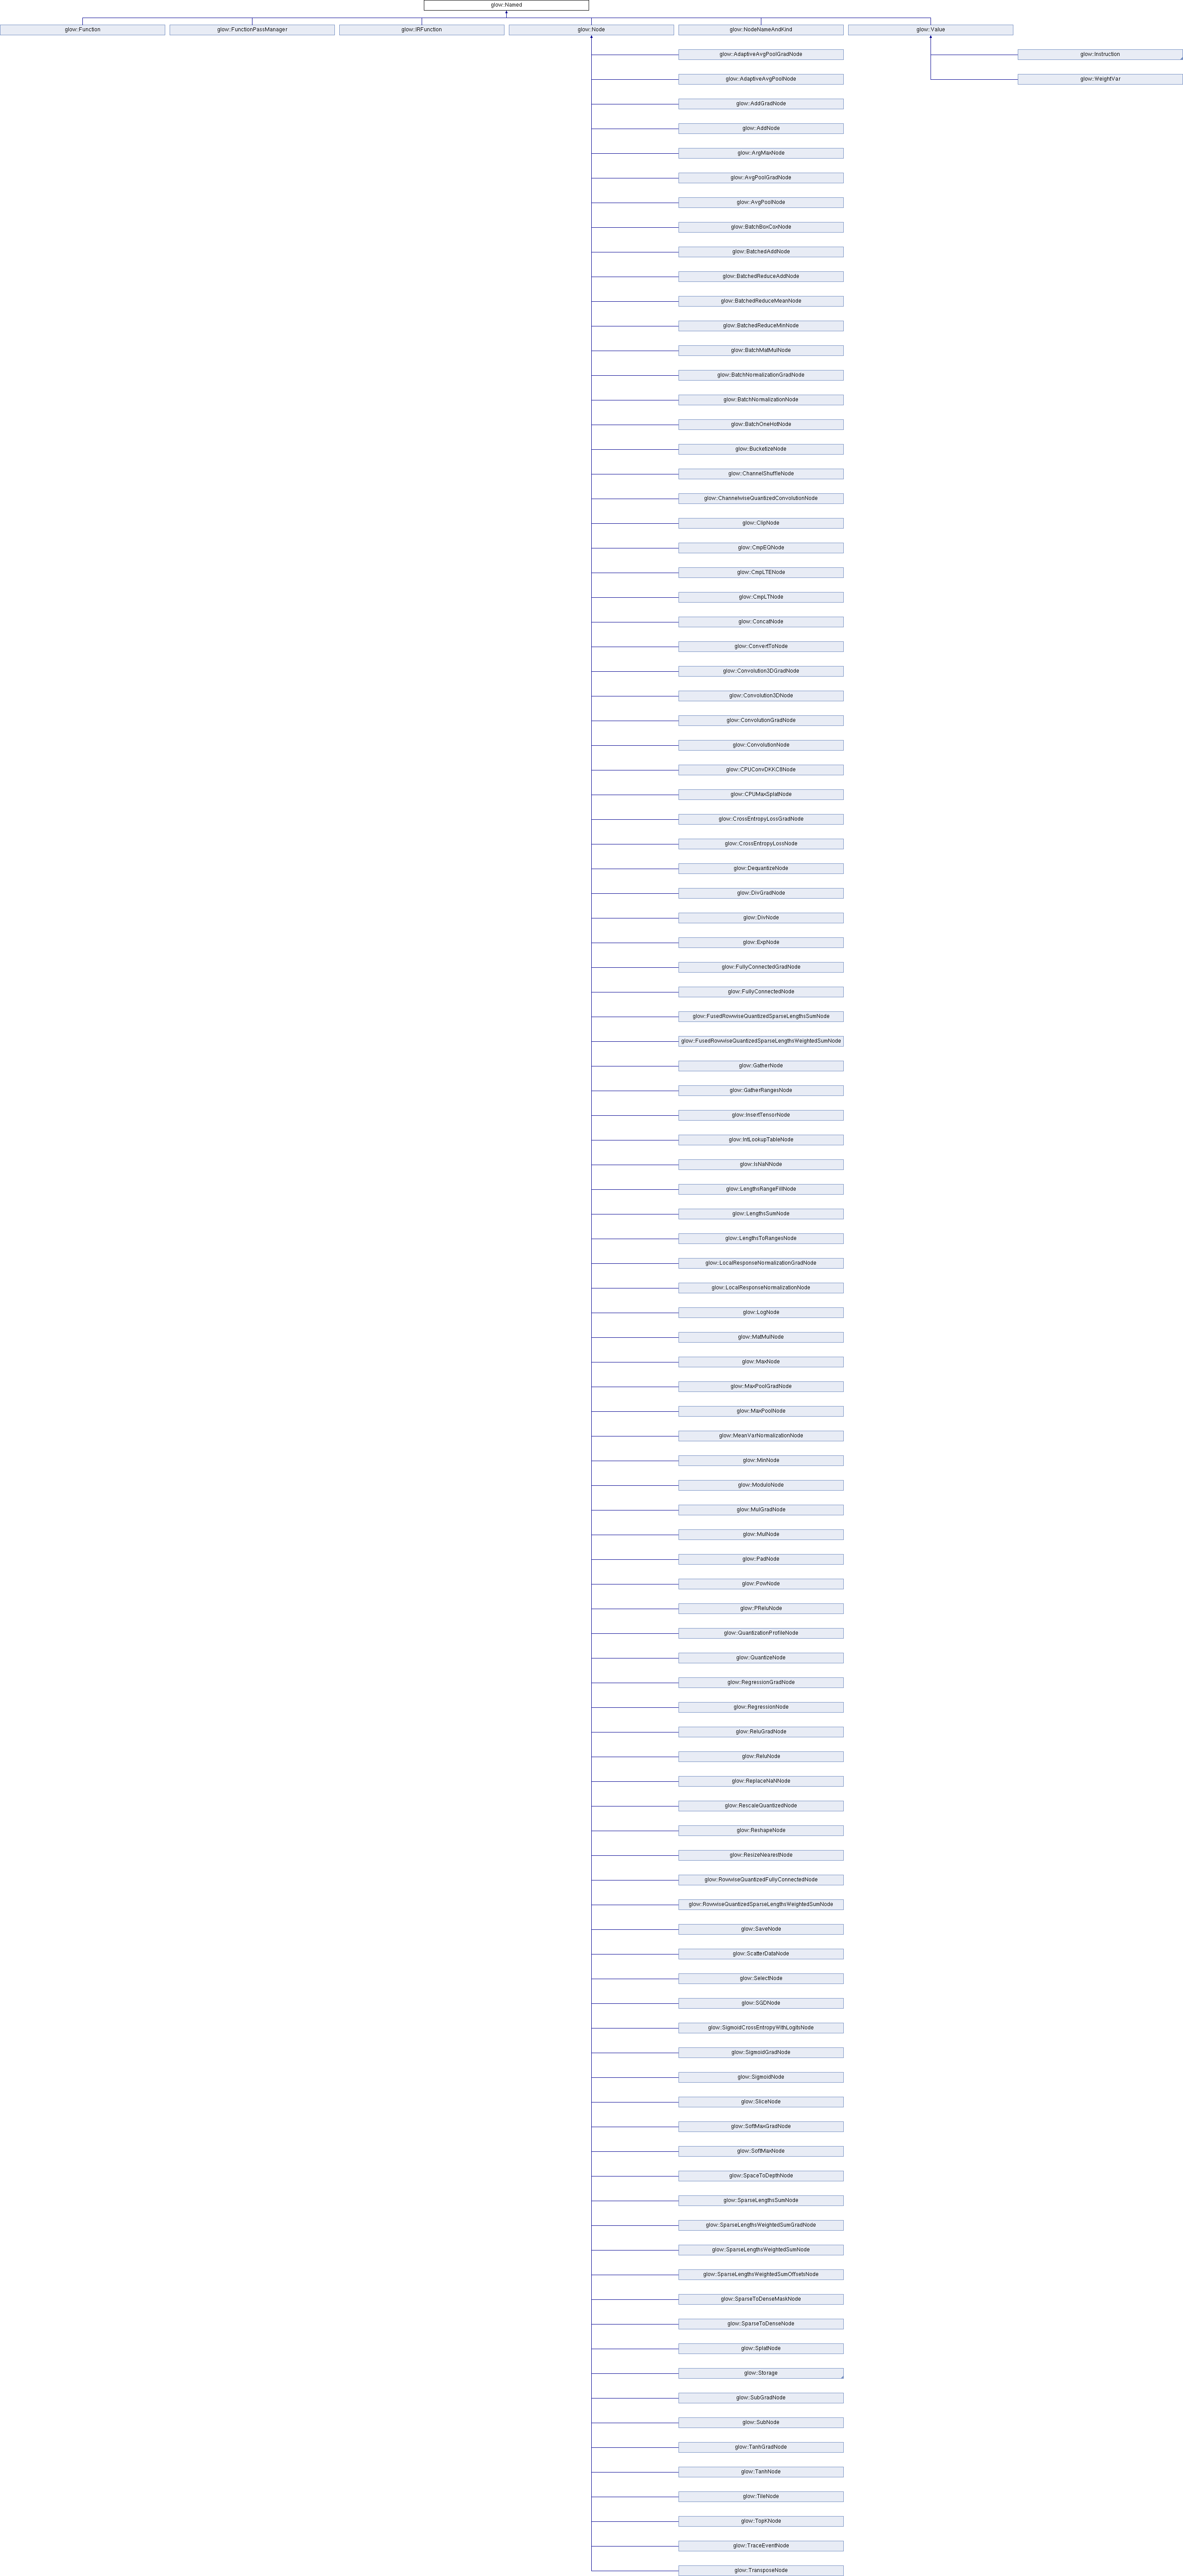 glow::Named
glow::Function
glow::FunctionPassManager
glow::IRFunction
glow::Node
glow::NodeNameAndKind
glow::Value
glow::AdaptiveAvgPoolGradNode
glow::Instruction
glow::AdaptiveAvgPoolNode
glow::WeightVar
glow::AddGradNode
glow::AddNode
glow::ArgMaxNode
glow::AvgPoolGradNode
glow::AvgPoolNode
glow::BatchBoxCoxNode
glow::BatchedAddNode
glow::BatchedReduceAddNode
glow::BatchedReduceMeanNode
glow::BatchedReduceMinNode
glow::BatchMatMulNode
glow::BatchNormalizationGradNode
glow::BatchNormalizationNode
glow::BatchOneHotNode
glow::BucketizeNode
glow::ChannelShuffleNode
glow::ChannelwiseQuantizedConvolutionNode
glow::ClipNode
glow::CmpEQNode
glow::CmpLTENode
glow::CmpLTNode
glow::ConcatNode
glow::ConvertToNode
glow::Convolution3DGradNode
glow::Convolution3DNode
glow::ConvolutionGradNode
glow::ConvolutionNode
glow::CPUConvDKKC8Node
glow::CPUMaxSplatNode
glow::CrossEntropyLossGradNode
glow::CrossEntropyLossNode
glow::DequantizeNode
glow::DivGradNode
glow::DivNode
glow::ExpNode
glow::FullyConnectedGradNode
glow::FullyConnectedNode
glow::FusedRowwiseQuantizedSparseLengthsSumNode
glow::FusedRowwiseQuantizedSparseLengthsWeightedSumNode
glow::GatherNode
glow::GatherRangesNode
glow::InsertTensorNode
glow::IntLookupTableNode
glow::IsNaNNode
glow::LengthsRangeFillNode
glow::LengthsSumNode
glow::LengthsToRangesNode
glow::LocalResponseNormalizationGradNode
glow::LocalResponseNormalizationNode
glow::LogNode
glow::MatMulNode
glow::MaxNode
glow::MaxPoolGradNode
glow::MaxPoolNode
glow::MeanVarNormalizationNode
glow::MinNode
glow::ModuloNode
glow::MulGradNode
glow::MulNode
glow::PadNode
glow::PowNode
glow::PReluNode
glow::QuantizationProfileNode
glow::QuantizeNode
glow::RegressionGradNode
glow::RegressionNode
glow::ReluGradNode
glow::ReluNode
glow::ReplaceNaNNode
glow::RescaleQuantizedNode
glow::ReshapeNode
glow::ResizeNearestNode
glow::RowwiseQuantizedFullyConnectedNode
glow::RowwiseQuantizedSparseLengthsWeightedSumNode
glow::SaveNode
glow::ScatterDataNode
glow::SelectNode
glow::SGDNode
glow::SigmoidCrossEntropyWithLogitsNode
glow::SigmoidGradNode
glow::SigmoidNode
glow::SliceNode
glow::SoftMaxGradNode
glow::SoftMaxNode
glow::SpaceToDepthNode
glow::SparseLengthsSumNode
glow::SparseLengthsWeightedSumGradNode
glow::SparseLengthsWeightedSumNode
glow::SparseLengthsWeightedSumOffsetsNode
glow::SparseToDenseMaskNode
glow::SparseToDenseNode
glow::SplatNode
glow::Storage
glow::SubGradNode
glow::SubNode
glow::TanhGradNode
glow::TanhNode
glow::TileNode
glow::TopKNode
glow::TraceEventNode
glow::TransposeNode